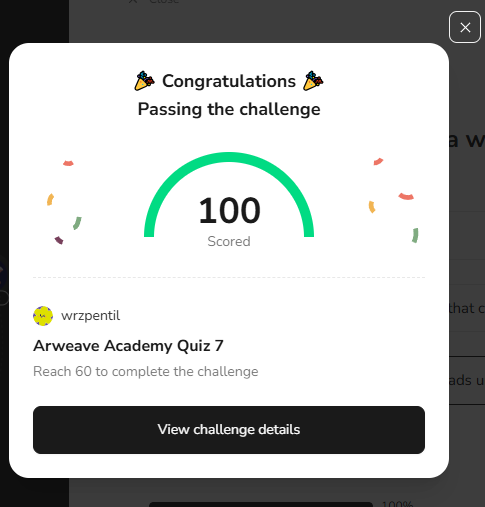 Close
Congratulations
Passing the challenge
a w
100
Scored
wrzpentil
that c
Arweave Academy Quiz 7
Reach 60 to complete the challenge
ads u
View challenge details
100%